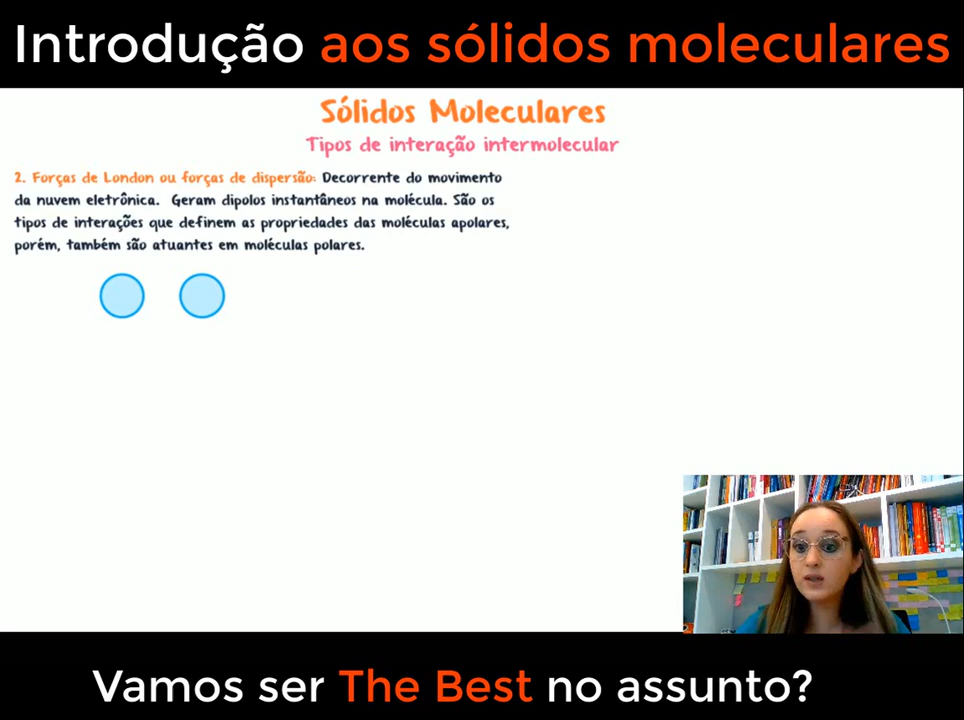 Introdução aos sólidos moleculares
Sólidos Moleculares
Tipos de interação intermolecular
2. Forças de London ou forças de dispersão: Decorrente do movimento
da nuvem eletrônica. Geram dipolos instantâneos na molécula. São os
tipos de interações que definem as propriedades das moléculas apolares,
porém, também são atuantes em moléculas polares.
Vamos ser The Best no assunto?